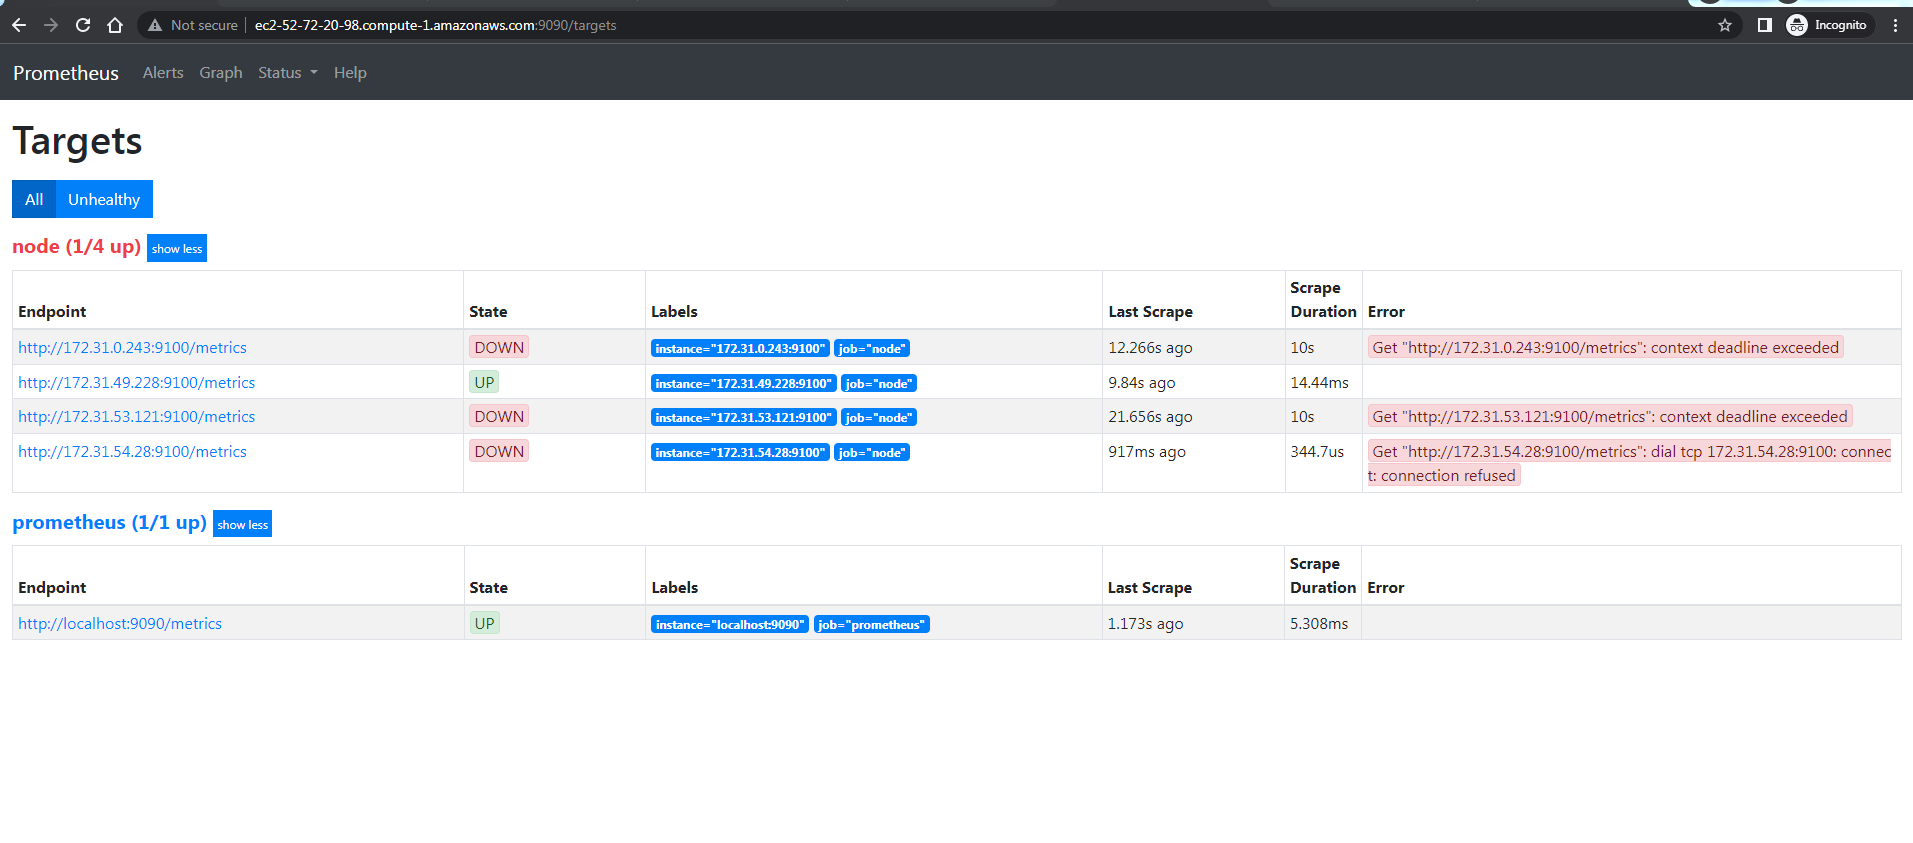 Not secure ec2-52-72-20-98.compute-1.amazonaws.com:9090/targets Incognito
Prometheus Alerts Graph Status Help
Targets
All Unhealthy
node (1/4 up) show less
Endpoint State Labels Last Scrape Scrape Duration Error
http://172.31.0.243:9100/metrics DOWN instance="172.31.0.243:9100" job="node" 12.266s ago 10s Get "http://172.31.0.243:9100/metrics": context deadline exceeded
http://172.31.49.228:9100/metrics UP instance="172.31.49.228:9100" job="node" 9.84s ago 14.44ms
http://172.31.53.121:9100/metrics DOWN instance="172.31.53.121:9100" job="node" 21.656s ago 10s Get "http://172.31.53.121:9100/metrics": context deadline exceeded
http://172.31.54.28:9100/metrics DOWN instance="172.31.54.28:9100" job="node" 917ms ago 344.7us Get "http://172.31.54.28:9100/metrics": dial tcp 172.31.54.28:9100: connec
t: connection refused
prometheus (1/1 up) show less
Endpoint State Labels Last Scrape Scrape Duration Error
http://localhost:9090/metrics UP instance="localhost:9090" job="prometheus" 1.173s ago 5.308ms